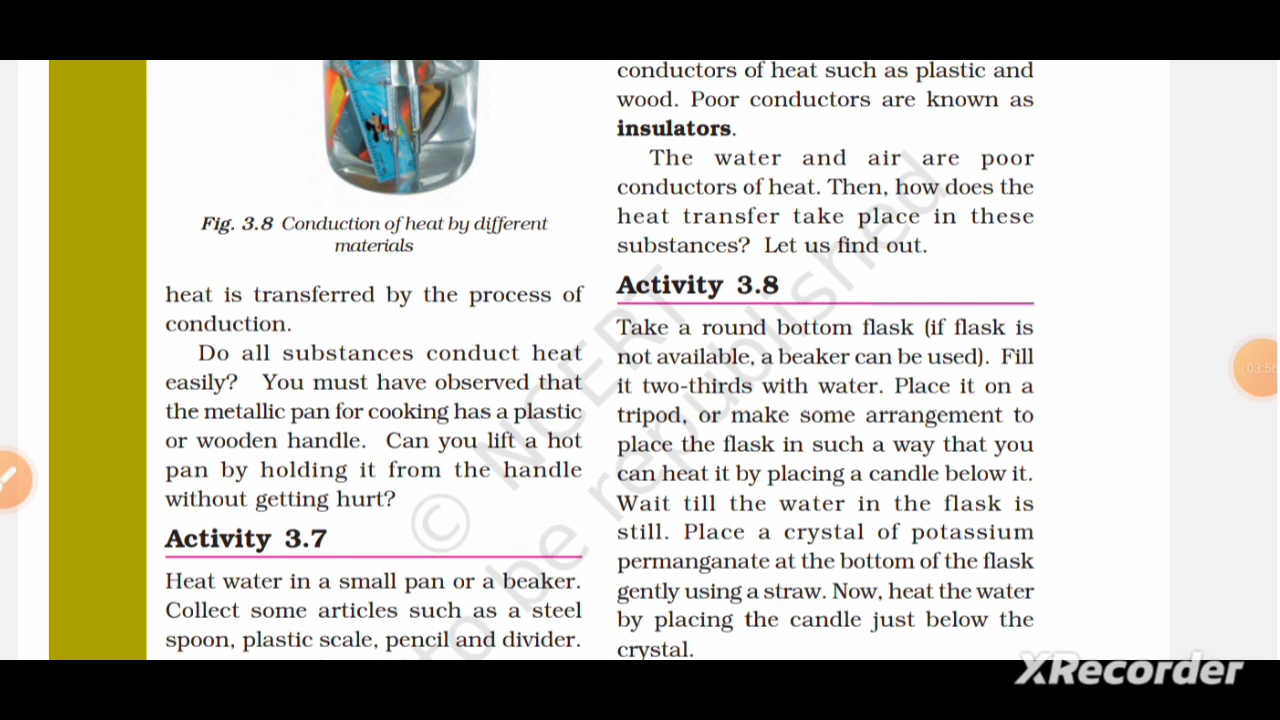 Fig. 3.8 Conduction of heat by different
materials
heat is transferred by the process of
conduction.
Do all substances conduct heat
easily? You must have observed that
the metallic pan for cooking has a plastic
or wooden handle. Can you lift a hot
pan by holding it from the handle
without getting hurt?
Activity 3.7
Heat water in a small pan or a beaker.
Collect some articles such as a steel
spoon, plastic scale, pencil and divider.
conductors of heat such as plastic and
wood. Poor conductors are known as
insulators.
The water and air are poor
conductors of heat. Then, how does the
heat transfer take place in these
substances? Let us find out.
Activity 3.8
Take a round bottom flask (if flask is
not available, a beaker can be used). Fill
it two-thirds with water. Place it on a
tripod, or make some arrangement to
place the flask in such a way that you
can heat it by placing a candle below it.
Wait till the water in the flask is
still. Place a crystal of potassium
permanganate at the bottom of the flask
gently using a straw. Now, heat the water
by placing the candle just below the
crystal.
© NCERT
to be republished
03:56
XRecorder